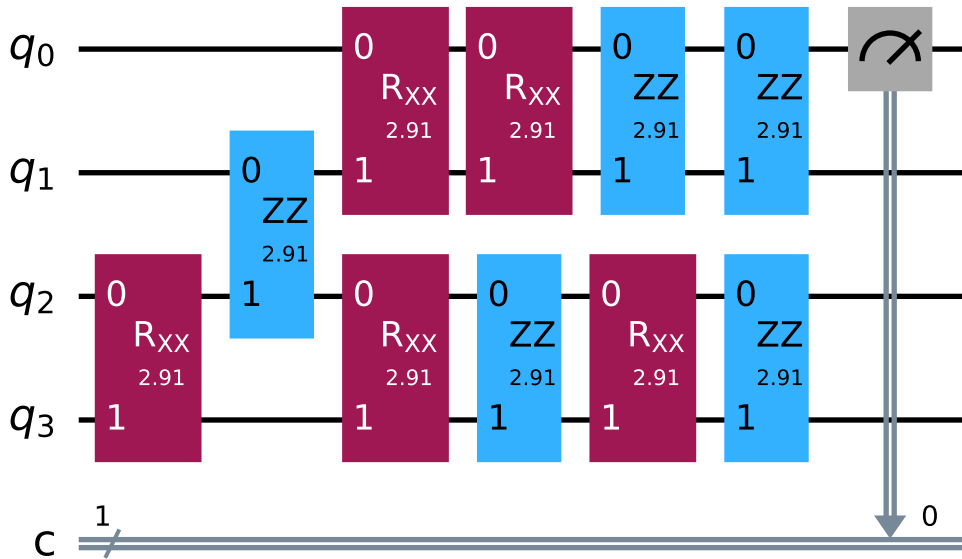 q0
0 0 0 0
RXX RXX ZZ ZZ
2.91 2.91 2.91 2.91
q1
0 1 1 1 1
ZZ
2.91
q2
0 1 0 0 0 0
RXX RXX ZZ RXX ZZ
2.91 2.91 2.91 2.91 2.91
q3
1 1 1 1 1
1 0
c